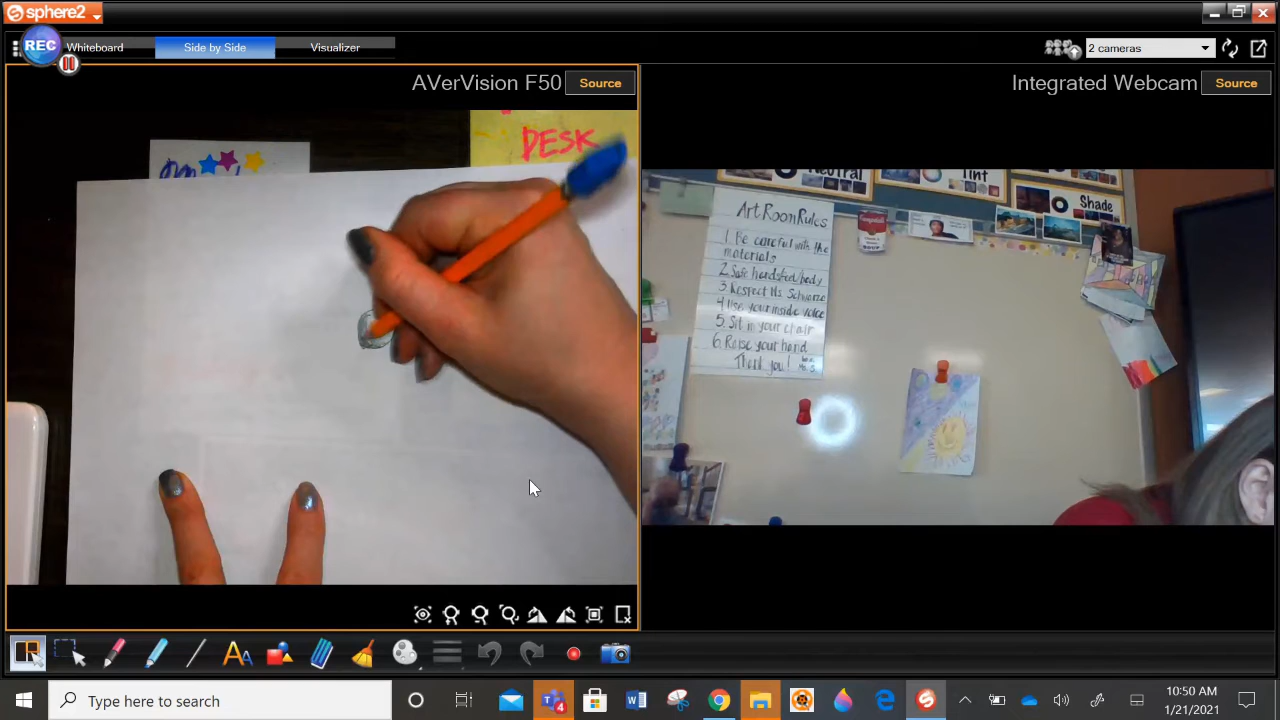 sphere2
REC
Whiteboard
Side by Side
Visualizer
2 cameras
AVerVision F50
Source
Integrated Webcam
Source
DESK
Neutral
Tint
Shade
Art Room Rules
1. Be careful with the
materials
2. Safe hands/feet/body
3. Respect Ms Schwarze
4. Use your inside voice
5. Sit in your chair
6. Raise your hand
Thank you!
Campbell's
Type here to search
4
10:50 AM
1/21/2021